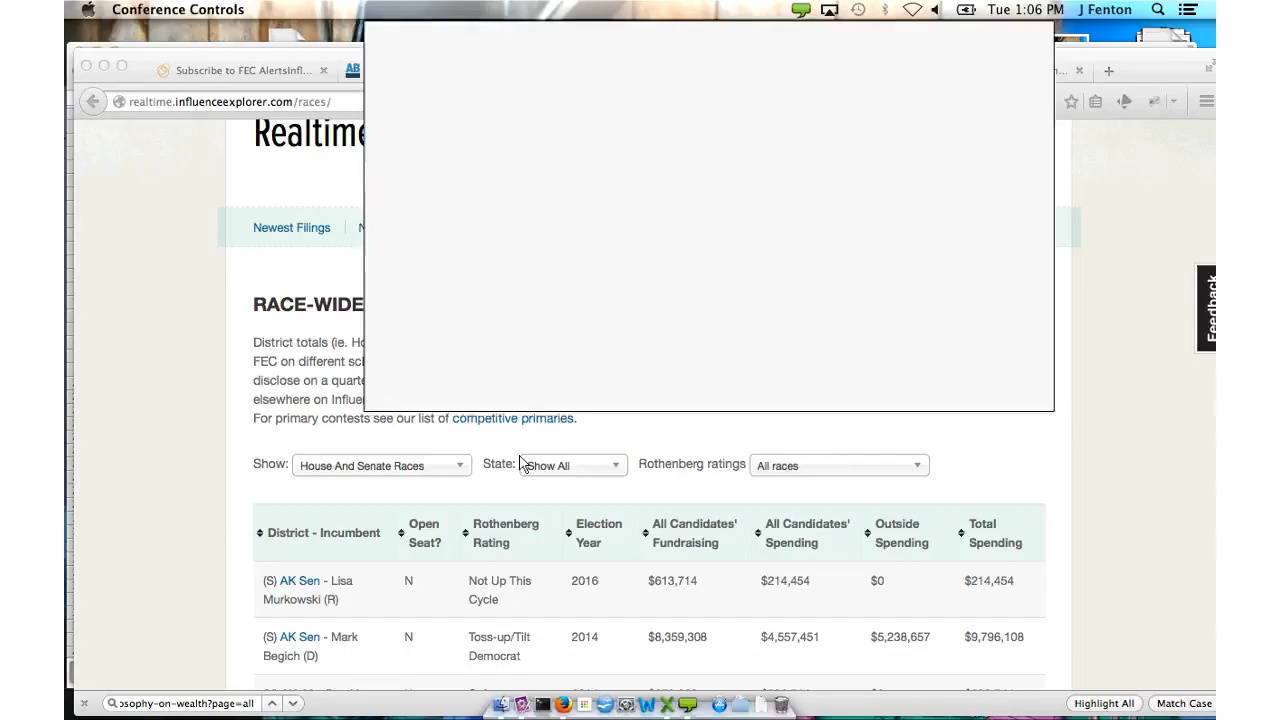 Conference Controls
Tue 1:06 PM J Fenton
Subscribe to FEC AlertsInfl...
AB
realtime.influenceexplorer.com/races/
Realtime
Newest Filings
RACE-WIDE
District totals (ie. Ho
FEC on different sch
disclose on a quarte
elsewhere on Influen
For primary contests see our list of competitive primaries.
Show: House And Senate Races State: Show All Rothenberg ratings All races
District - Incumbent Open Seat? Rothenberg Rating Election Year All Candidates' Fundraising All Candidates' Spending Outside Spending Total Spending
(S) AK Sen - Lisa Murkowski (R) N Not Up This Cycle 2016 $613,714 $214,454 $0 $214,454
(S) AK Sen - Mark Begich (D) N Toss-up/Tilt Democrat 2014 $8,359,308 $4,557,451 $5,238,657 $9,796,108
Feedback
osophy-on-wealth?page=all Highlight All Match Case